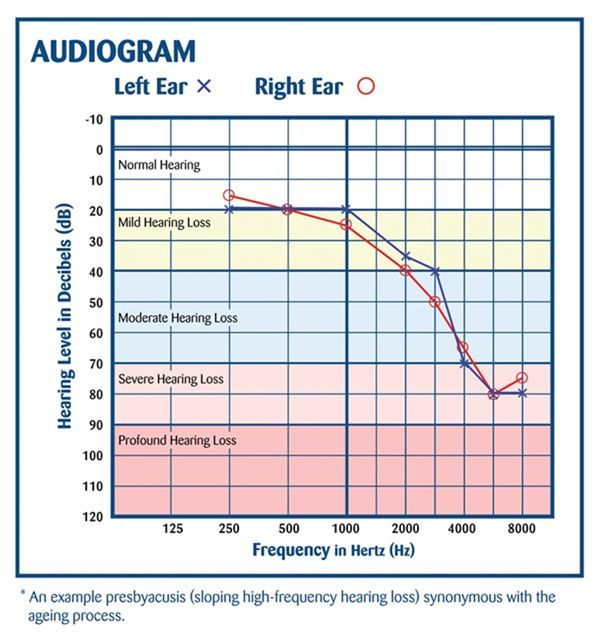 AUDIOGRAM
Left Ear × Right Ear ○
-10
0
Normal Hearing
10
20
Mild Hearing Loss
30
40
50
Moderate Hearing Loss
60
70
Severe Hearing Loss
80
90
Profound Hearing Loss
100
110
120
Hearing Level in Decibels (dB)
125 250 500 1000 2000 4000 8000
Frequency in Hertz (Hz)
* An example presbyacusis (sloping high-frequency hearing loss) synonymous with the
ageing process.